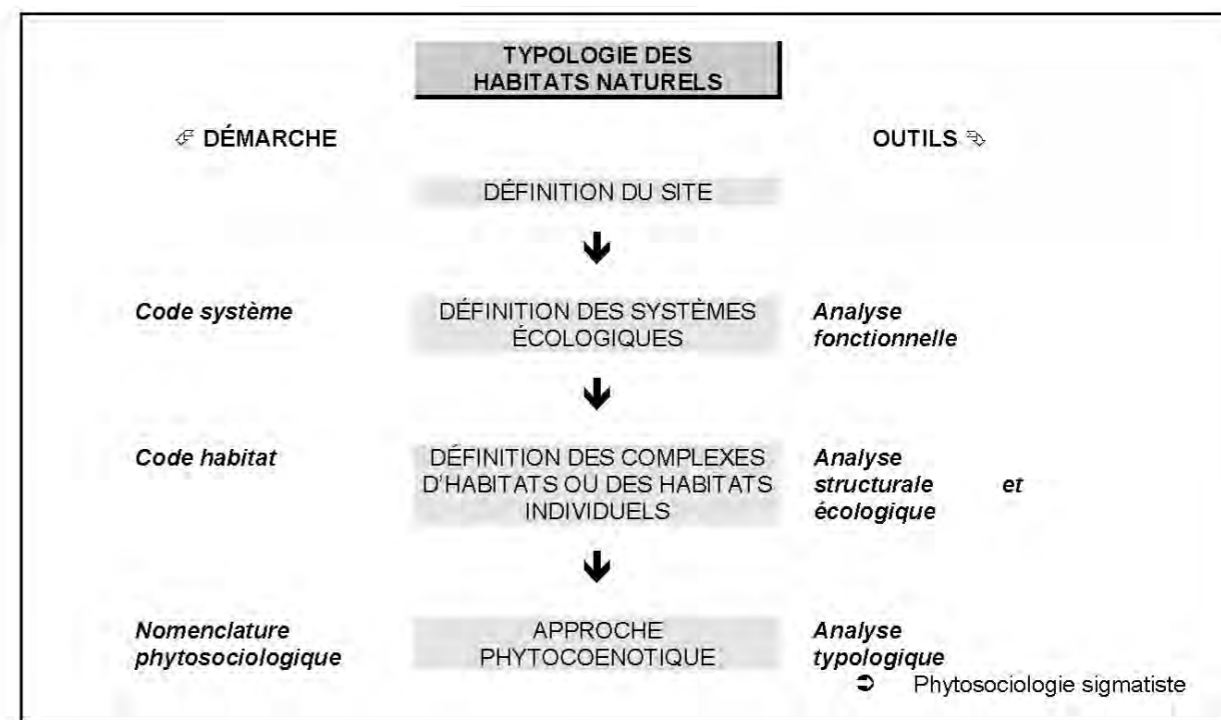 TYPOLOGIE DES
HABITATS NATURELS
DÉMARCHE
OUTILS
DÉFINITION DU SITE
Code système
DÉFINITION DES SYSTÈMES
ÉCOLOGIQUES
Analyse
fonctionnelle
Code habitat
DÉFINITION DES COMPLEXES
D'HABITATS OU DES HABITATS
INDIVIDUELS
Analyse
structurale et
écologique
Nomenclature
phytosociologique
APPROCHE
PHYTOCOENOTIQUE
Analyse
typologique
Phytosociologie sigmatiste